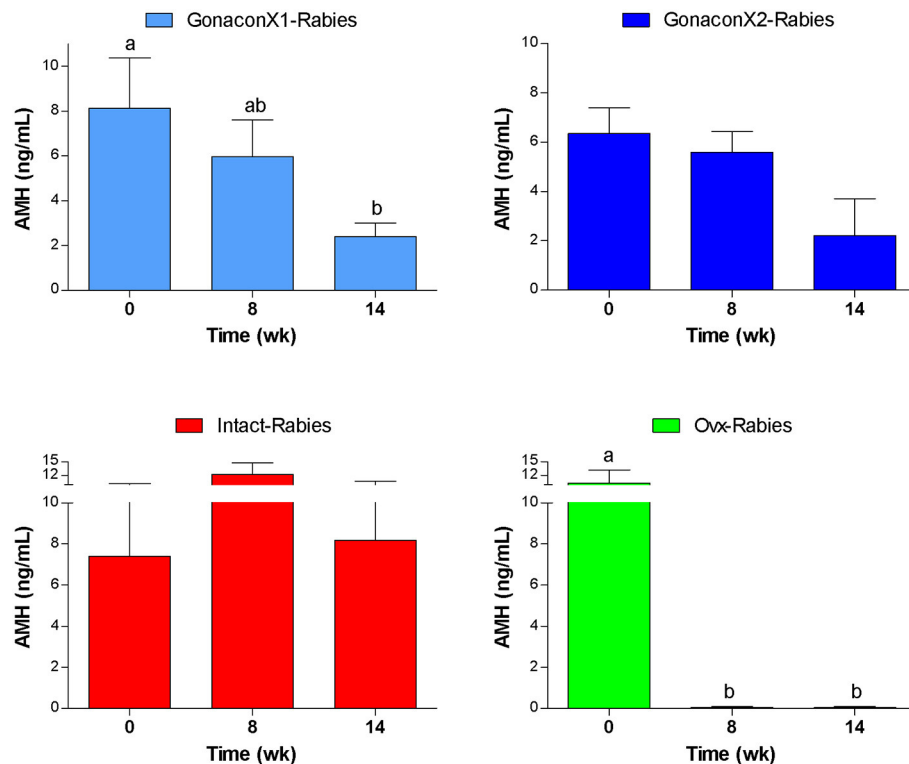 GonaconX1-Rabies
AMH (ng/mL)
10
8
6
4
2
0
a
ab
b
0 8 14
Time (wk)
GonaconX2-Rabies
AMH (ng/mL)
10
8
6
4
2
0
0 8 14
Time (wk)
Intact-Rabies
AMH (ng/mL)
15
12
10
8
6
4
2
0
0 8 14
Time (wk)
Ovx-Rabies
AMH (ng/mL)
15
12
10
8
6
4
2
0
a
b b
0 8 14
Time (wk)